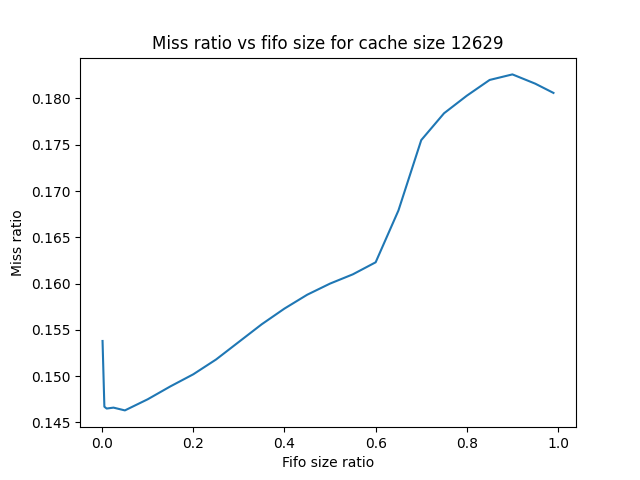 Miss ratio vs fifo size for cache size 12629
0.180
0.175
0.170
0.165
0.160
0.155
0.150
0.145
Miss ratio
0.0 0.2 0.4 0.6 0.8 1.0
Fifo size ratio